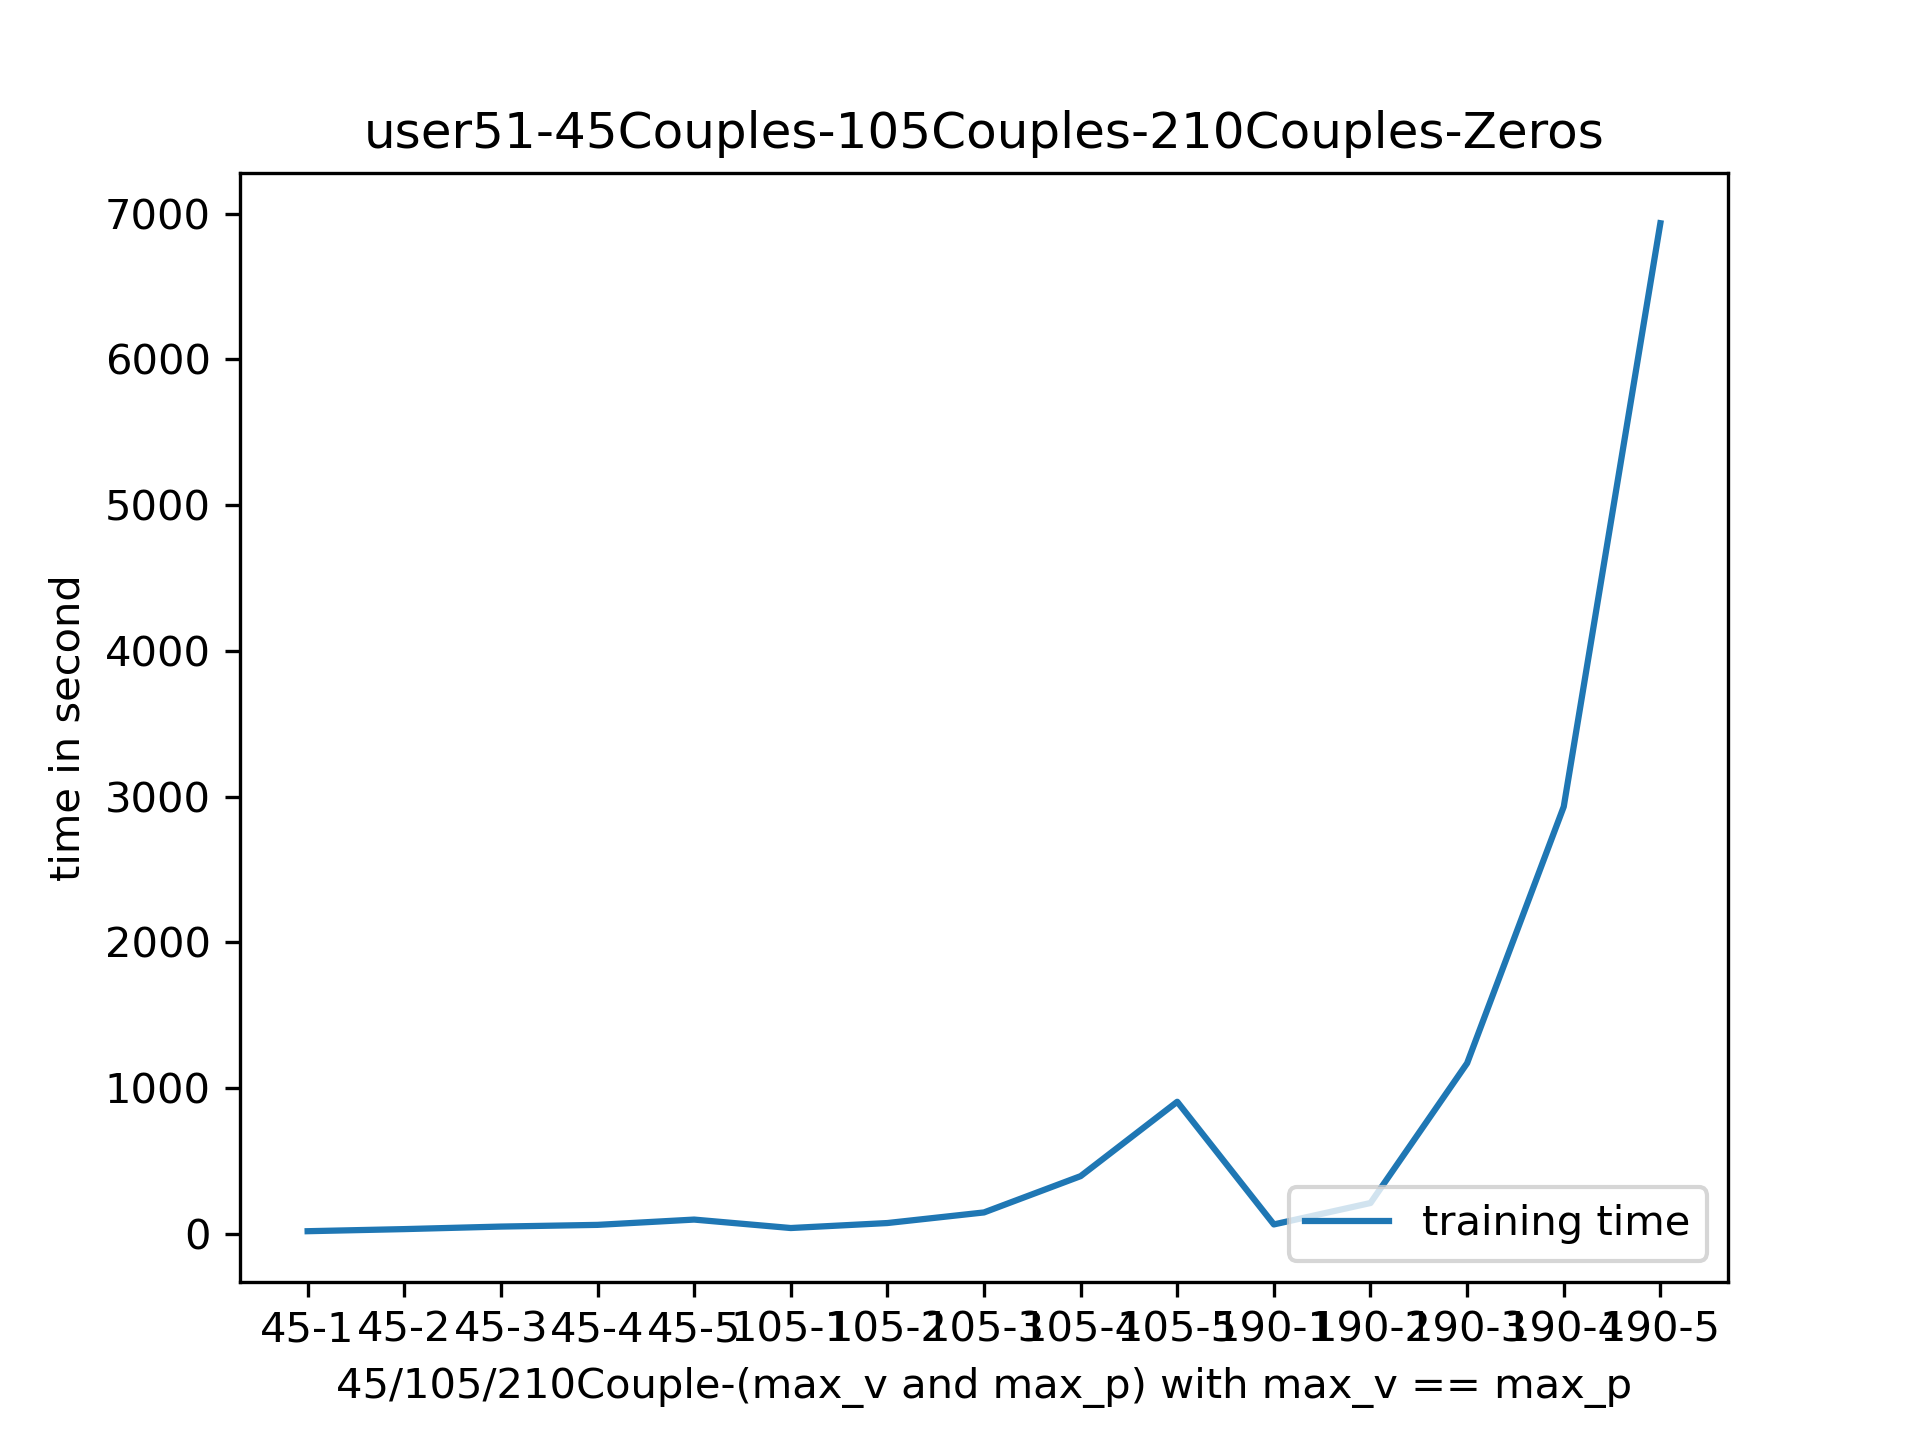 user51-45Couples-105Couples-210Couples-Zeros
7000
6000
5000
4000
3000
2000
1000
0
time in second
training time
45-1 45-2 45-3 45-4 45-5 105-1 105-2 105-3 105-4 105-5 190-1 190-2 190-3 190-4 190-5
45/105/210Couple-(max_v and max_p) with max_v == max_p